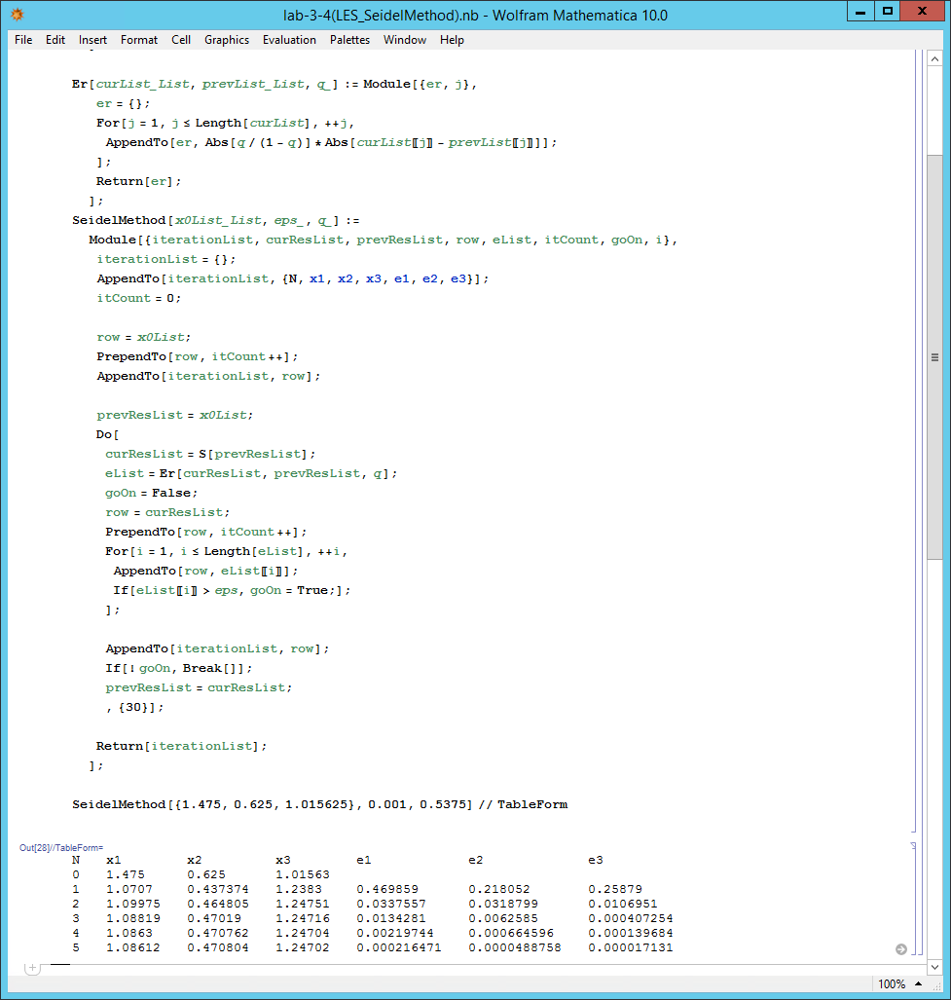 lab-3-4(LES_SeidelMethod).nb - Wolfram Mathematica 10.0
File Edit Insert Format Cell Graphics Evaluation Palettes Window Help
Er[curList_List, prevList_List, q_] := Module[{er, j},
er = {};
For[j = 1, j ≤ Length[curList], ++j,
AppendTo[er, Abs[q / (1 - q)] * Abs[curList〚j〛 - prevList〚j〛]];
];
Return[er];
];
SeidelMethod[x0List_List, eps_, q_] :=
Module[{iterationList, curResList, prevResList, row, eList, itCount, goOn, i},
iterationList = {};
AppendTo[iterationList, {N, x1, x2, x3, e1, e2, e3}];
itCount = 0;
row = x0List;
PrependTo[row, itCount++];
AppendTo[iterationList, row];
prevResList = x0List;
Do[
curResList = S[prevResList];
eList = Er[curResList, prevResList, q];
goOn = False;
row = curResList;
PrependTo[row, itCount++];
For[i = 1, i ≤ Length[eList], ++i,
AppendTo[row, eList〚i〛];
If[eList〚i〛 > eps, goOn = True;];
];
AppendTo[iterationList, row];
If[! goOn, Break[]];
prevResList = curResList;
, {30}];
Return[iterationList];
];
SeidelMethod[{1.475, 0.625, 1.015625}, 0.001, 0.5375] // TableForm
Out[28]//TableForm=
N x1 x2 x3 e1 e2 e3
0 1.475 0.625 1.01563
1 1.0707 0.437374 1.2383 0.469859 0.218052 0.25879
2 1.09975 0.464805 1.24751 0.0337557 0.0318799 0.0106951
3 1.08819 0.47019 1.24716 0.0134281 0.0062585 0.000407254
4 1.0863 0.470762 1.24704 0.00219744 0.000664596 0.000139684
5 1.08612 0.470804 1.24702 0.000216471 0.0000488758 0.000017131
100%